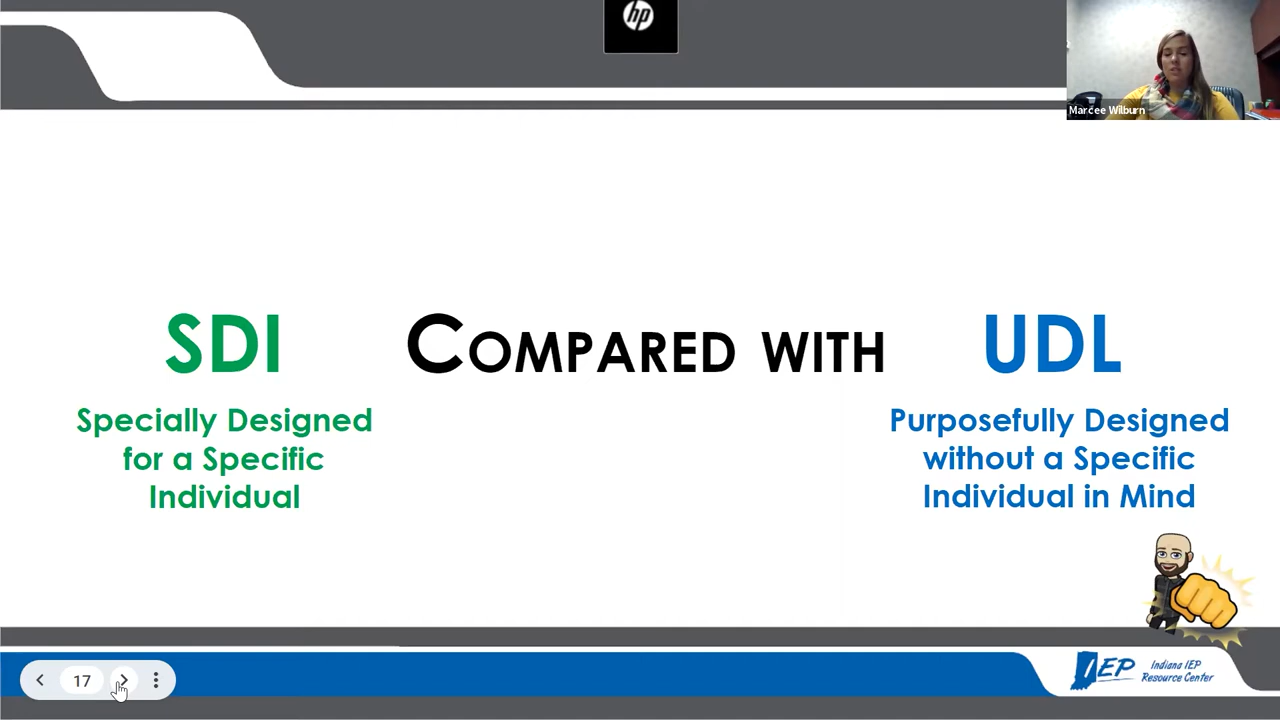 hp
Marcee Wilburn
SDI COMPARED WITH UDL
Specially Designed
for a Specific
Individual
Purposefully Designed
without a Specific
Individual in Mind
17
IEP
Indiana IEP
Resource Center